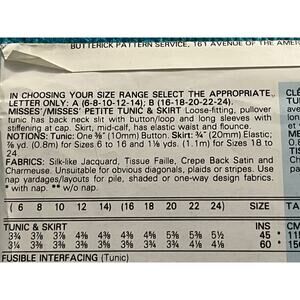 BUTTERICK PATTERN SERVICE, 161 AVENUE OF THE AME
IN CHOOSING YOUR SIZE RANGE SELECT THE APPROPRIATE
LETTER ONLY: A (6-8-10-12-14); B (16-18-20-22-24).
MISSES'/MISSES' PETITE TUNIC & SKIRT Loose-fitting, pullover
tunic has back neck slit with button/loop and long sleeves with
stiffening at cap. Skirt, mid-calf, has elastic waist and flounce.
NOTIONS: Tunic: One ⅜" (10mm) Button. Skirt: ¾" (20mm) Elastic;
⅞ yd. (0.8m) for Sizes 6 to 16 and 1⅛ yds. (1.1m) for Sizes 18 to
24
FABRICS: Silk-like Jacquard, Tissue Faille, Crepe Back Satin and
Charmeuse. Unsuitable for obvious diagonals, plaids or stripes. Use
nap yardages/layouts for pile, shaded or one-way design fabrics.
* with nap. ** w/o nap.
( 6 8 10 12 14) (16 18 20 22 24) SIZE
TUNIC & SKIRT INS
45 *
60 *
FUSIBLE INTERFACING (Tunic)
CLÉ
TA
CM
11
150